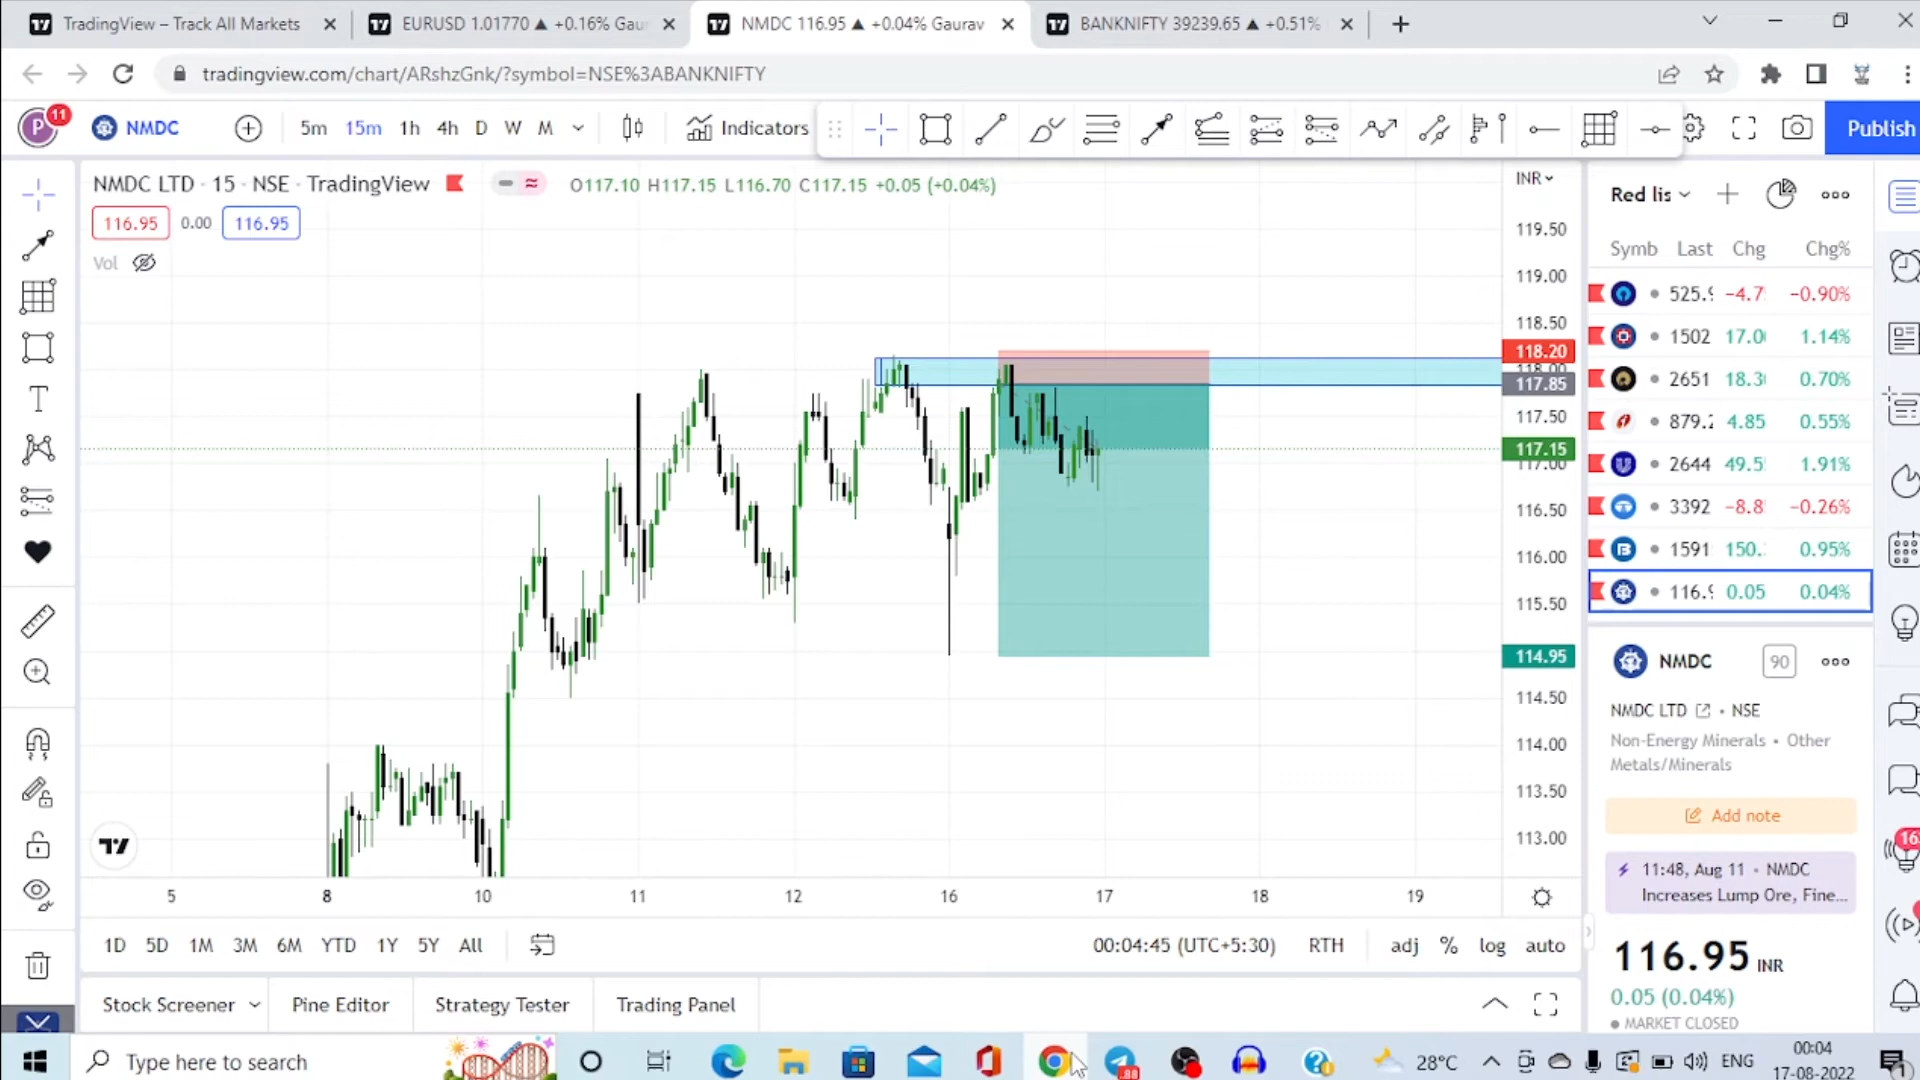 TradingView – Track All Markets
EURUSD 1.01770 ▲ +0.16% Gaur
NMDC 116.95 ▲ +0.04% Gaurav
BANKNIFTY 39239.65 ▲ +0.51%
tradingview.com/chart/ARshzGnk/?symbol=NSE%3ABANKNIFTY
P 11
NMDC
5m 15m 1h 4h D W M
Indicators
Publish
NMDC LTD · 15 · NSE · TradingView
O117.10 H117.15 L116.70 C117.15 +0.05 (+0.04%)
116.95 0.00 116.95
Vol
INR
119.50
119.00
118.50
118.20
118.00
117.85
117.50
117.15
117.00
116.50
116.00
115.50
114.95
114.50
114.00
113.50
113.00
5 8 10 11 12 16 17 18 19
1D 5D 1M 3M 6M YTD 1Y 5Y All
00:04:45 (UTC+5:30) RTH adj % log auto
Stock Screener Pine Editor Strategy Tester Trading Panel
Red lis
Symb Last Chg Chg%
525.9 −4.7 −0.90%
1502 17.0 1.14%
2651 18.3 0.70%
879.2 4.85 0.55%
2644 49.5 1.91%
3392 −8.8 −0.26%
1591 150. 0.95%
116.9 0.05 0.04%
NMDC 90
NMDC LTD • NSE
Non-Energy Minerals • Other
Metals/Minerals
Add note
11:48, Aug 11 • NMDC
Increases Lump Ore, Fine...
116.95 INR
0.05 (0.04%)
MARKET CLOSED
Type here to search
88
28°C
ENG
00:04
17-08-2022